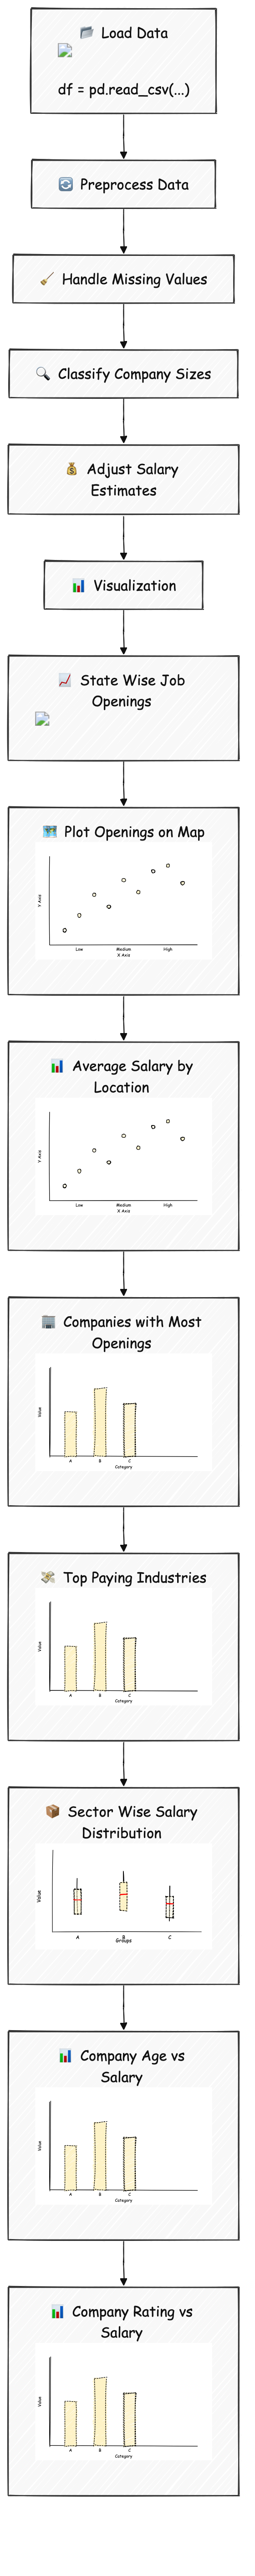 📂 Load Data
df = pd.read_csv(...)
🔄 Preprocess Data
🧹 Handle Missing Values
🔍 Classify Company Sizes
💰 Adjust Salary
Estimates
📊 Visualization
📈 State Wise Job
Openings
🗺️ Plot Openings on Map
Y Axis
Low Medium High
X Axis
📊 Average Salary by
Location
Y Axis
Low Medium High
X Axis
🏢 Companies with Most
Openings
Value
A B C
Category
💸 Top Paying Industries
Value
A B C
Category
📦 Sector Wise Salary
Distribution
Value
A B C
Groups
📊 Company Age vs
Salary
Value
A B C
Category
📊 Company Rating vs
Salary
Value
A B C
Category